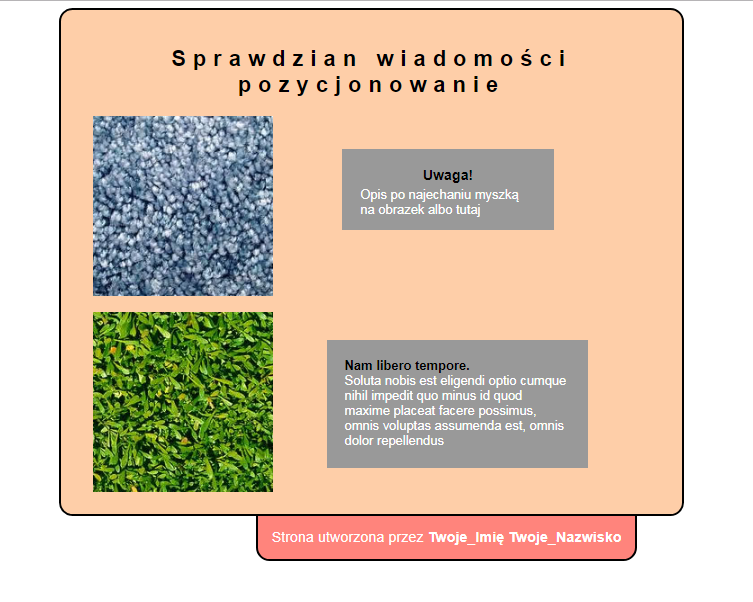 Sprawdzian wiadomości
pozycjonowanie
Uwaga!
Opis po najechaniu myszką
na obrazek albo tutaj
Nam libero tempore.
Soluta nobis est eligendi optio cumque
nihil impedit quo minus id quod
maxime placeat facere possimus,
omnis voluptas assumenda est, omnis
dolor repellendus
Strona utworzona przez Twoje_Imię Twoje_Nazwisko